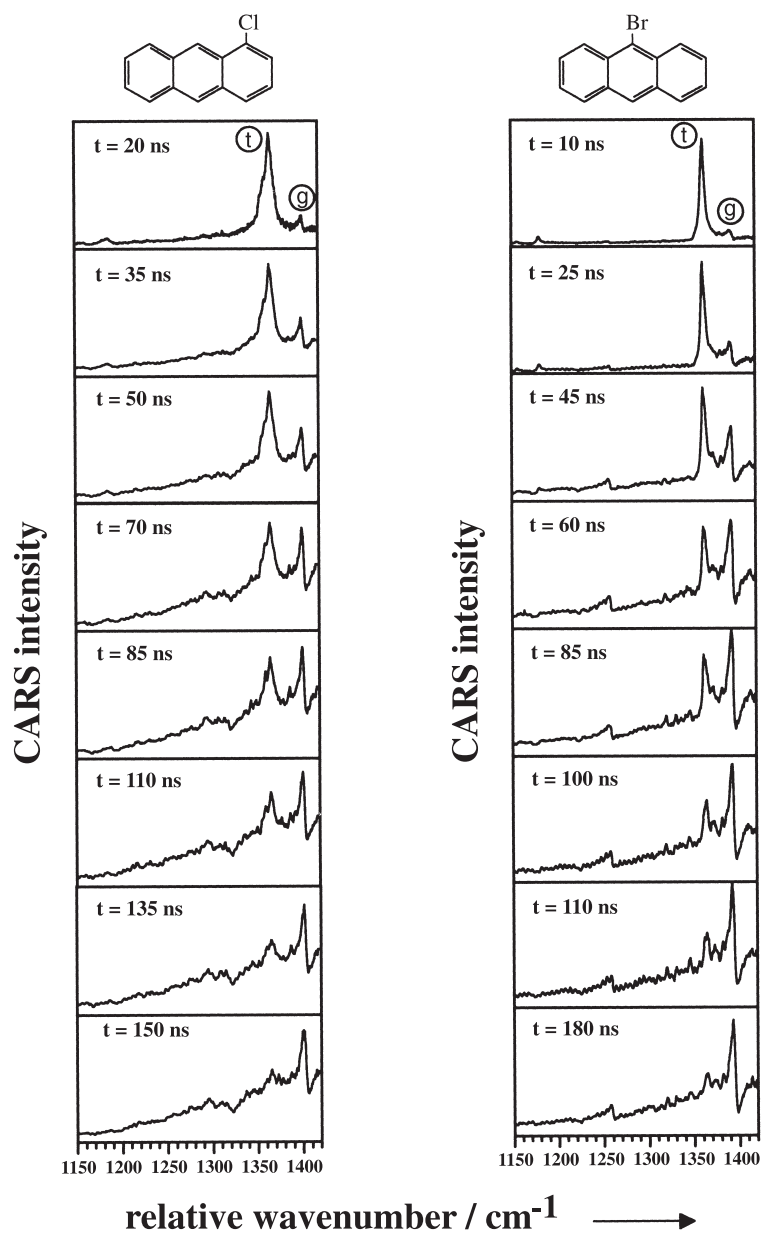 Cl
Br
t = 20 ns
t
g
t = 35 ns
t = 50 ns
t = 70 ns
t = 85 ns
t = 110 ns
t = 135 ns
t = 150 ns
1150 1200 1250 1300 1350 1400
CARS intensity
t = 10 ns
t
g
t = 25 ns
t = 45 ns
t = 60 ns
t = 85 ns
t = 100 ns
t = 110 ns
t = 180 ns
1150 1200 1250 1300 1350 1400
CARS intensity
relative wavenumber / cm-1